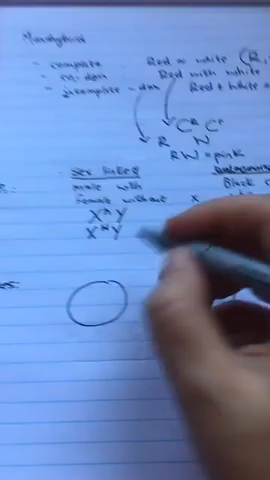 Monohybrid
- complete    Red or white (R,
- co-dom    Red with white
- incomplete - dom    Red + white =
C^R C^r
R    W
RW = pink
Sex linked
male with    Black
female without    x
X^h Y
X^H Y